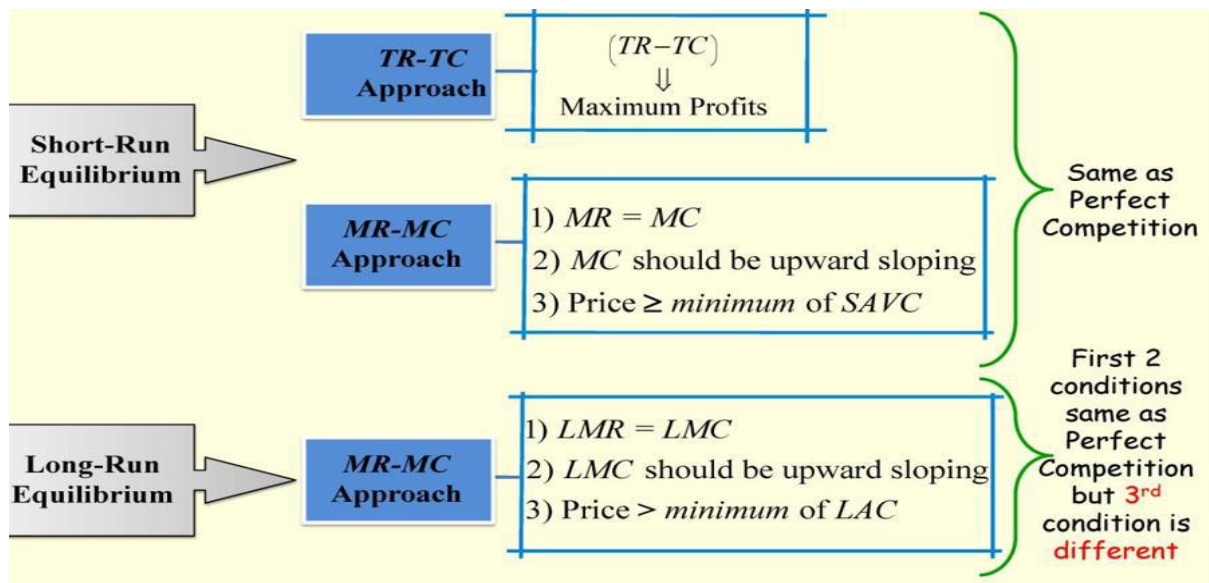 Short-Run
Equilibrium
TR-TC
Approach
(TR−TC)
⇓
Maximum Profits
MR-MC
Approach
1) MR = MC
2) MC should be upward sloping
3) Price ≥ minimum of SAVC
Same as
Perfect
Competition
Long-Run
Equilibrium
MR-MC
Approach
1) LMR = LMC
2) LMC should be upward sloping
3) Price > minimum of LAC
First 2
conditions
same as
Perfect
Competition
but 3rd
condition is
different